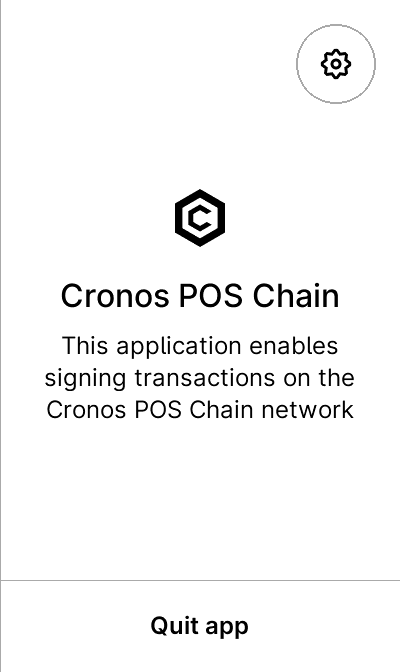 Cronos POS Chain
This application enables
signing transactions on the
Cronos POS Chain network
Quit app